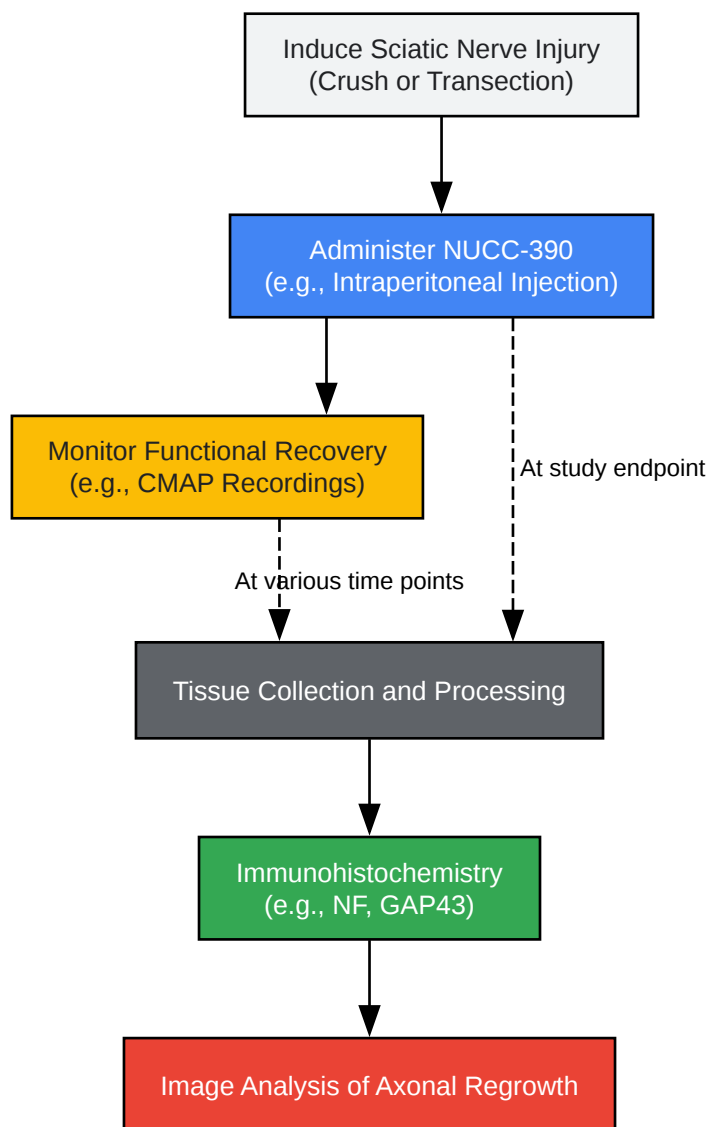 Induce Sciatic Nerve Injury
(Crush or Transection)
Administer NUCC-390
(e.g., Intraperitoneal Injection)
Monitor Functional Recovery
(e.g., CMAP Recordings)
At study endpoint
At various time points
Tissue Collection and Processing
Immunohistochemistry
(e.g., NF, GAP43)
Image Analysis of Axonal Regrowth